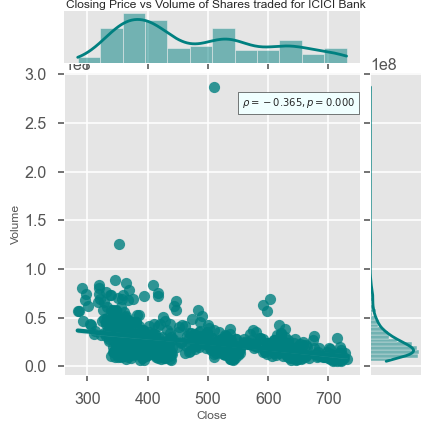 Closing Price vs Volume of Shares traded for ICICI Bank
1e8
1e8
3.0
2.5
2.0
1.5
1.0
0.5
0.0
ρ = −0.365, p = 0.000
Volume
300 400 500 600 700
Close